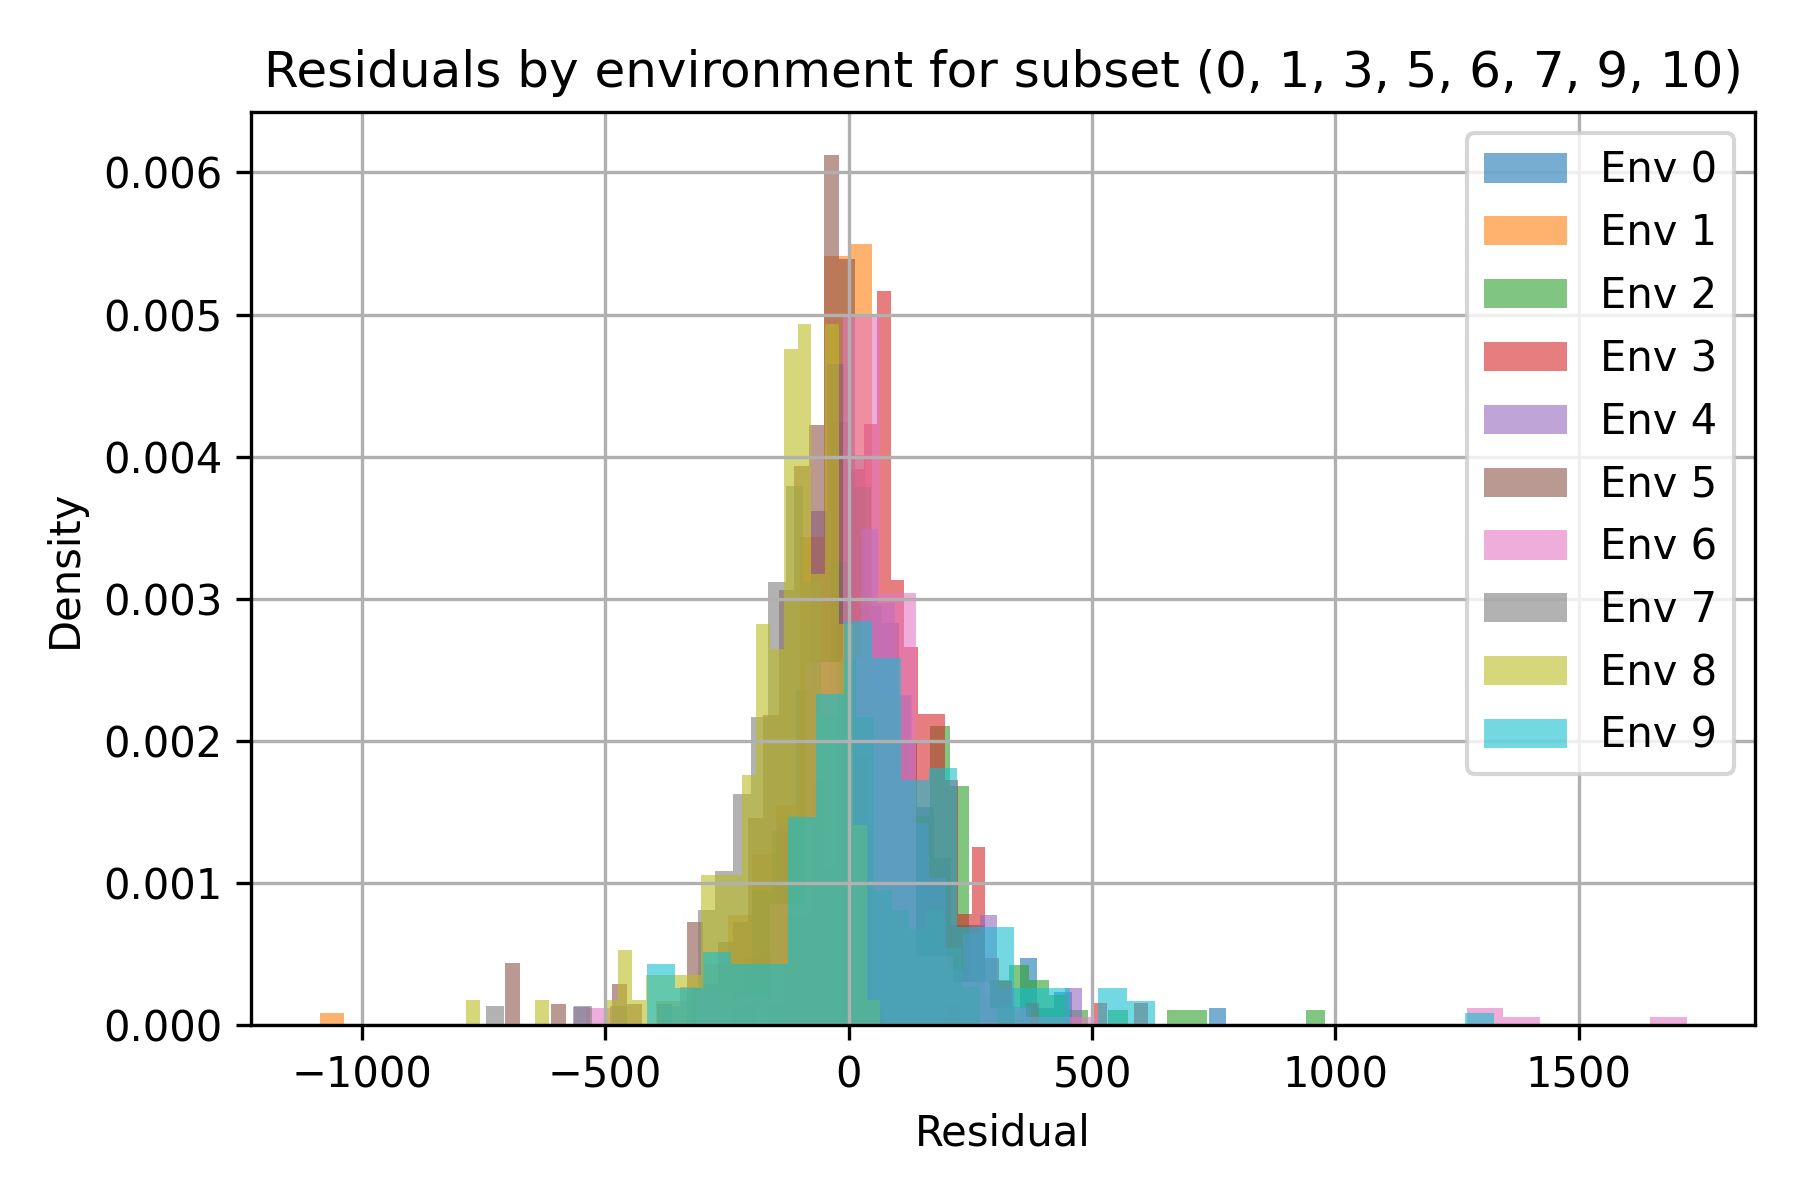 Residuals by environment for subset (0, 1, 3, 5, 6, 7, 9, 10)
0.006
0.005
0.004
0.003
0.002
0.001
0.000
Density
−1000
−500
0
500
1000
1500
Residual
Env 0
Env 1
Env 2
Env 3
Env 4
Env 5
Env 6
Env 7
Env 8
Env 9